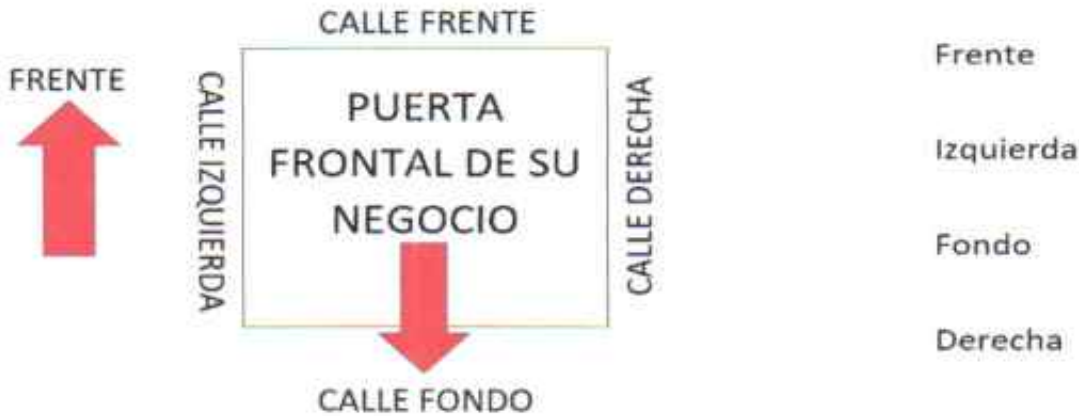 CALLE FRENTE
FRENTE
CALLE IZQUIERDA
PUERTA
FRONTAL DE SU
NEGOCIO
CALLE DERECHA
CALLE FONDO
Frente
Izquierda
Fondo
Derecha